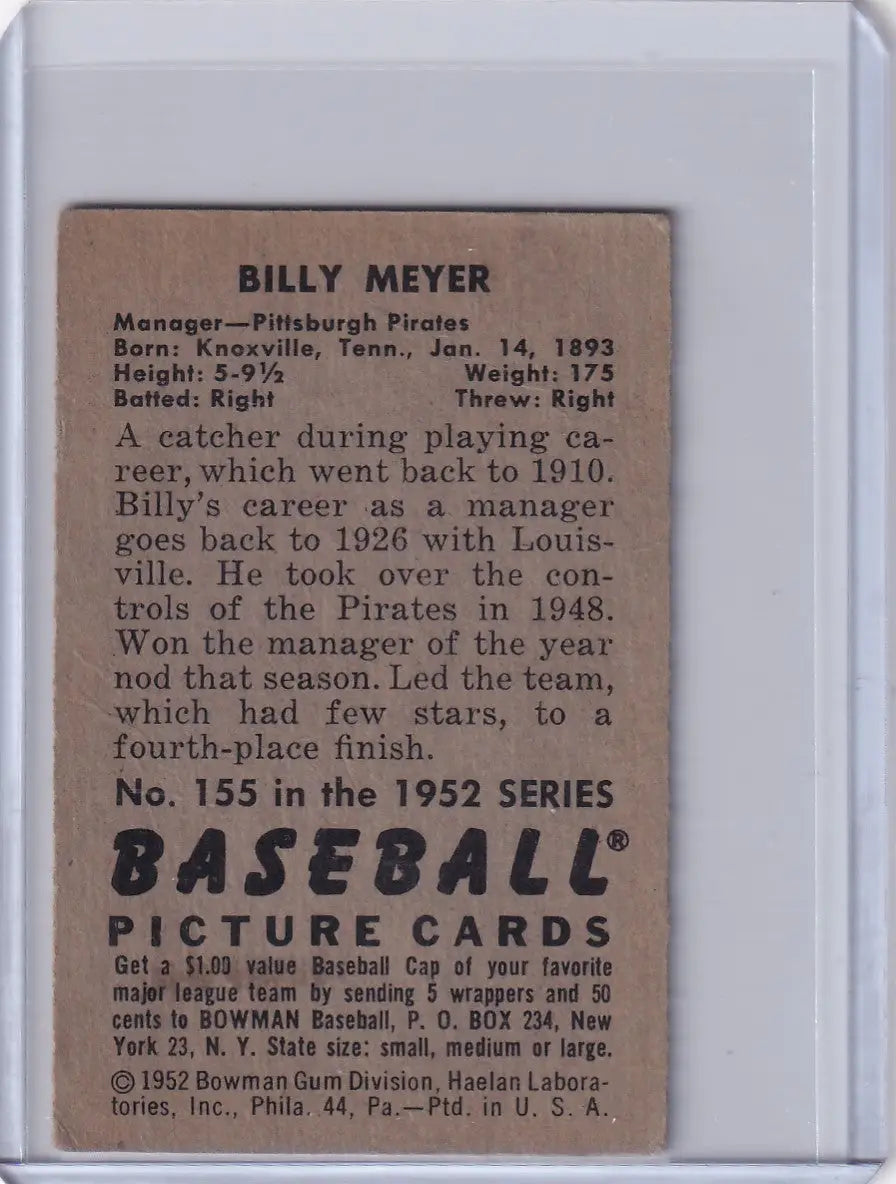 BILLY MEYER
Manager—Pittsburgh Pirates
Born: Knoxville, Tenn., Jan. 14, 1893
Height: 5-9½ Weight: 175
Batted: Right Threw: Right
A catcher during playing ca-
reer, which went back to 1910.
Billy's career as a manager
goes back to 1926 with Louis-
ville. He took over the con-
trols of the Pirates in 1948.
Won the manager of the year
nod that season. Led the team,
which had few stars, to a
fourth-place finish.
No. 155 in the 1952 SERIES
BASEBALL®
PICTURE CARDS
Get a $1.00 value Baseball Cap of your favorite
major league team by sending 5 wrappers and 50
cents to BOWMAN Baseball, P. O. BOX 234, New
York 23, N. Y. State size: small, medium or large.
© 1952 Bowman Gum Division, Haelan Labora-
tories, Inc., Phila. 44, Pa.—Ptd. in U. S. A.